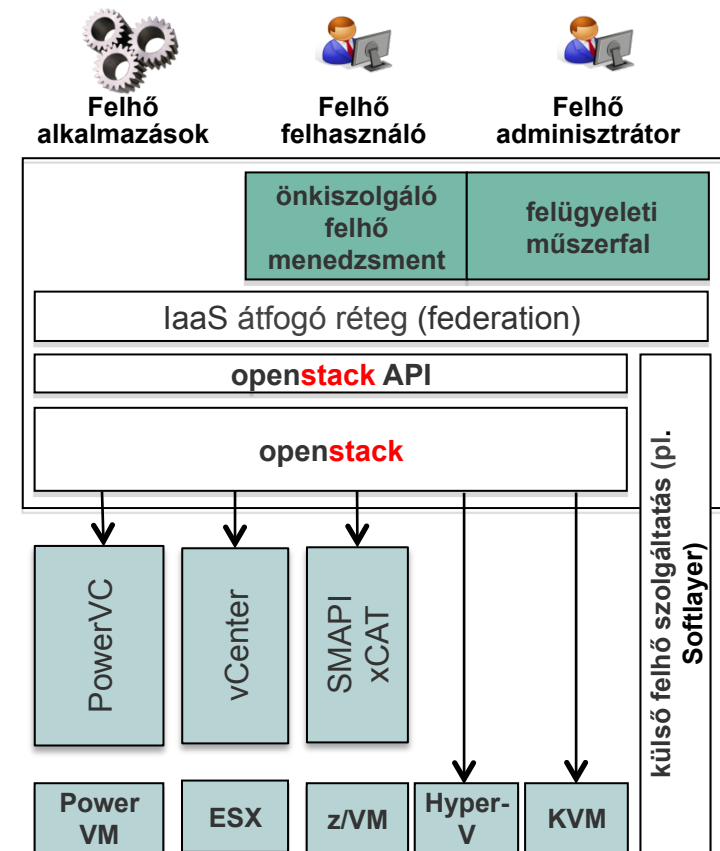 Felhő
alkalmazások
Felhő
felhasználó
Felhő
adminisztrátor
önkiszolgáló
felhő
menedzsment
felügyeleti
műszerfal
IaaS átfogó réteg (federation)
openstack API
openstack
külső felhő szolgáltatás (pl.
Softlayer)
PowerVC
vCenter
SMAPI
xCAT
Power
VM
ESX
z/VM
Hyper-
V
KVM